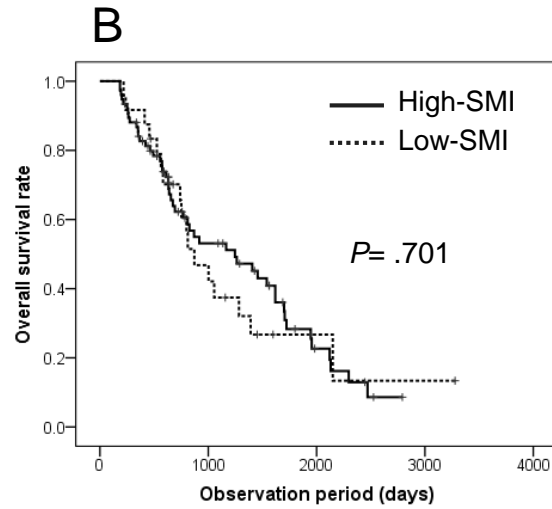 B
1.0
0.8
0.6
0.4
0.2
0.0
Overall survival rate
High-SMI
Low-SMI
P= .701
0 1000 2000 3000 4000
Observation period (days)